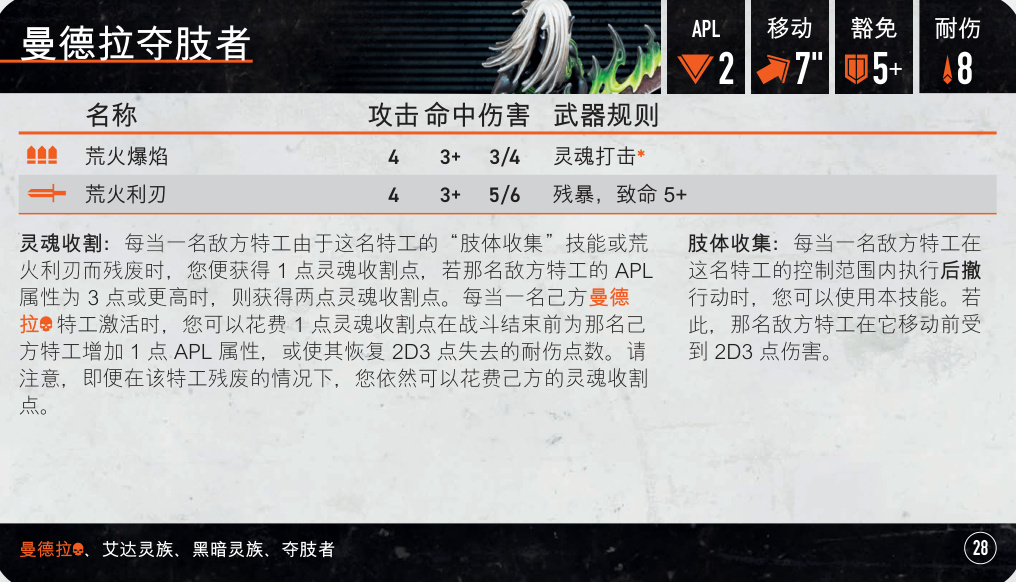 曼德拉夺肢者
APL 移动 豁免 耐伤
2 7" 5+ 8
名称 攻击 命中 伤害 武器规则
荒火爆焰 4 3+ 3/4 灵魂打击*
荒火利刃 4 3+ 5/6 残暴，致命 5+
灵魂收割：每当一名敌方特工由于这名特工的“肢体收集”技能或荒
火利刃而残废时，您便获得 1 点灵魂收割点，若那名敌方特工的 APL
属性为 3 点或更高时，则获得两点灵魂收割点。每当一名己方曼德
拉特工激活时，您可以花费 1 点灵魂收割点在战斗结束前为那名己
方特工增加 1 点 APL 属性，或使其恢复 2D3 点失去的耐伤点数。请
注意，即便在该特工残废的情况下，您依然可以花费己方的灵魂收割
点。
肢体收集：每当一名敌方特工在
这名特工的控制范围内执行后撤
行动时，您可以使用本技能。若
此，那名敌方特工在它移动前受
到 2D3 点伤害。
曼德拉、艾达灵族、黑暗灵族、夺肢者
28